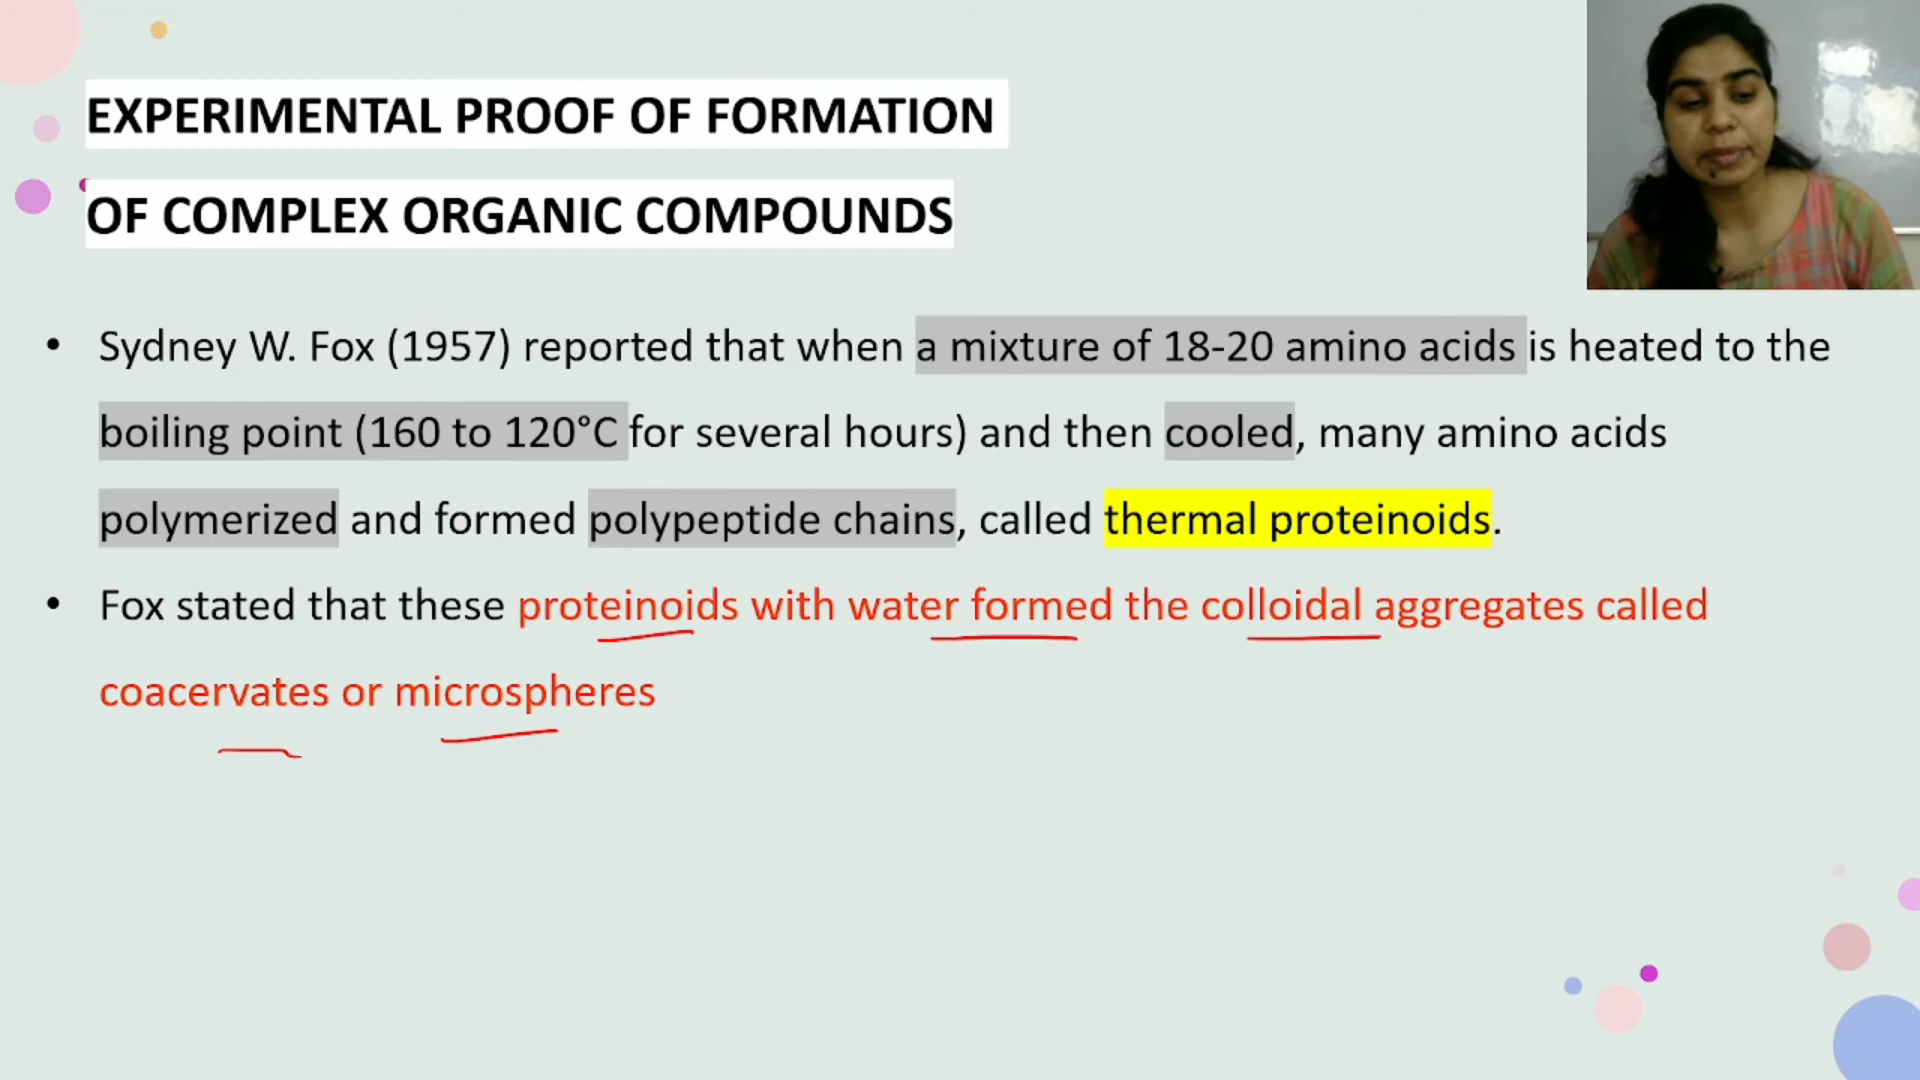 EXPERIMENTAL PROOF OF FORMATION
OF COMPLEX ORGANIC COMPOUNDS
• Sydney W. Fox (1957) reported that when a mixture of 18-20 amino acids is heated to the
boiling point (160 to 120°C for several hours) and then cooled, many amino acids
polymerized and formed polypeptide chains, called thermal proteinoids.
• Fox stated that these proteinoids with water formed the colloidal aggregates called
coacervates or microspheres